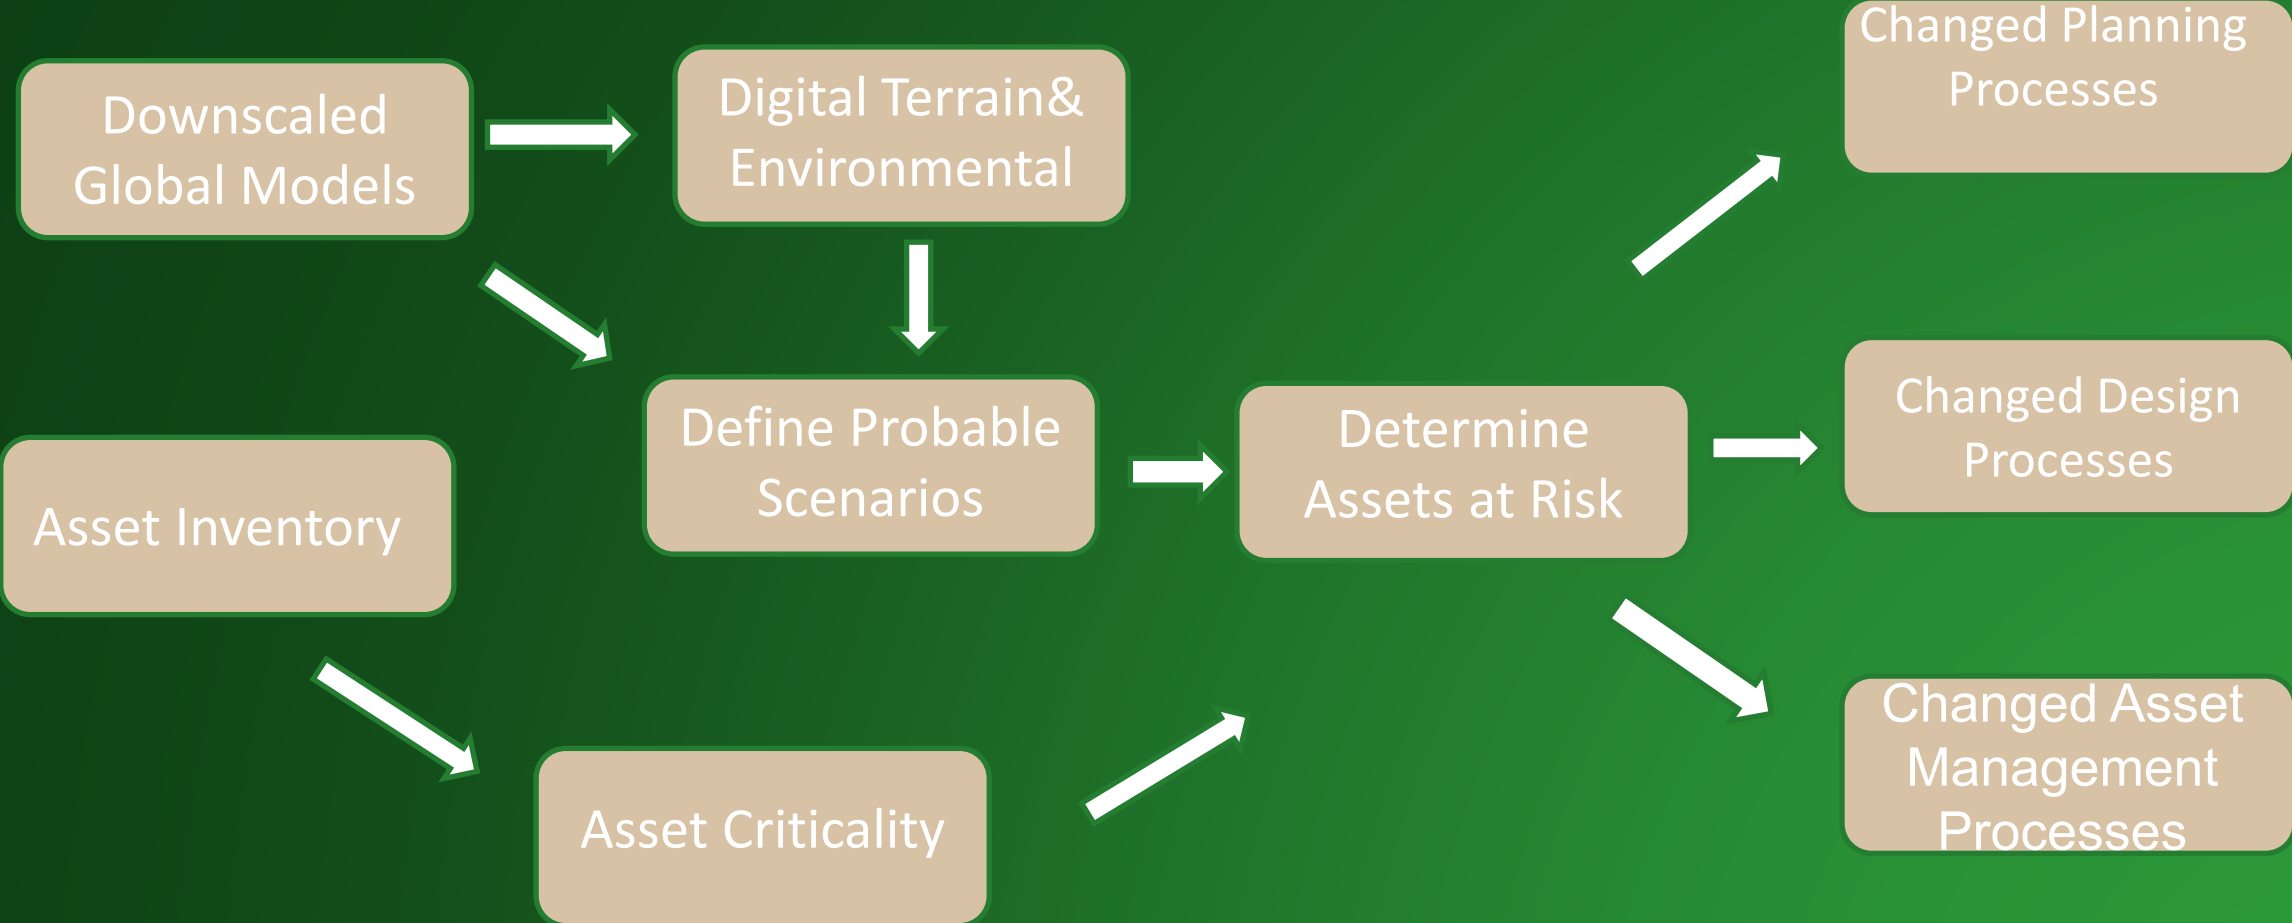 Downscaled
Global Models
Digital Terrain&
Environmental
Changed Planning
Processes
Asset Inventory
Define Probable
Scenarios
Determine
Assets at Risk
Changed Design
Processes
Asset Criticality
Changed Asset
Management
Processes